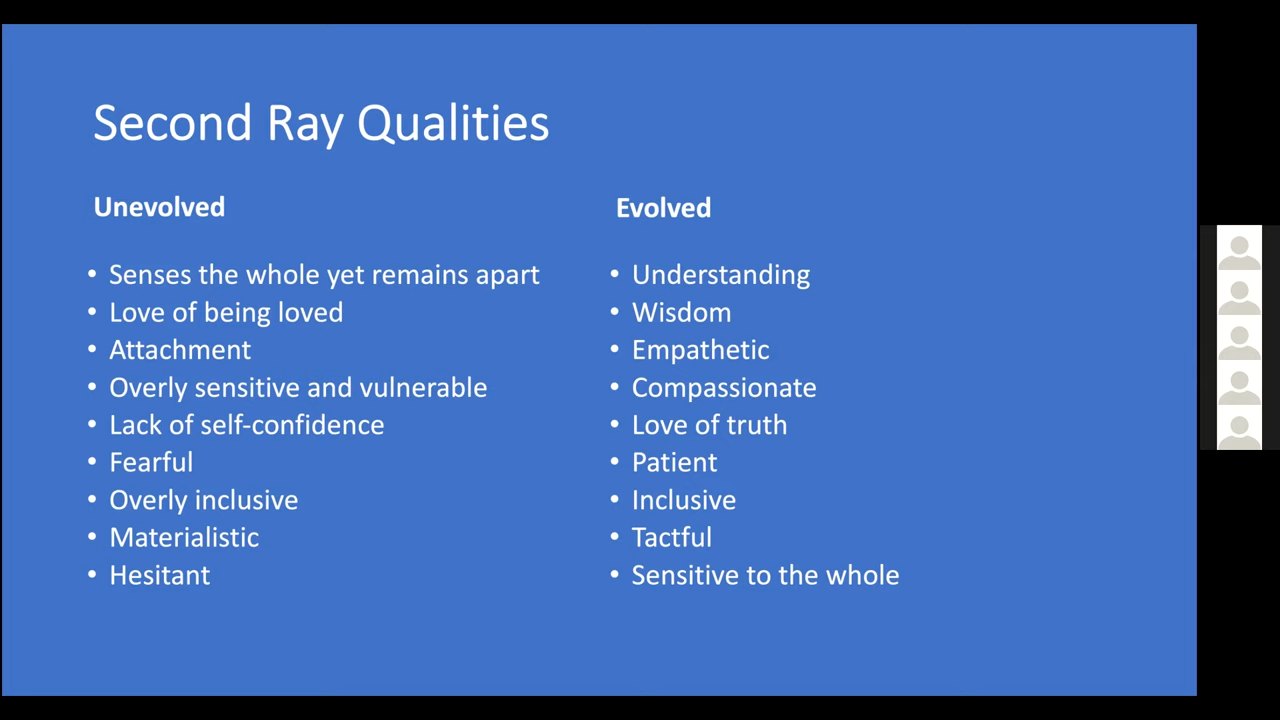 Second Ray Qualities
Unevolved
• Senses the whole yet remains apart
• Love of being loved
• Attachment
• Overly sensitive and vulnerable
• Lack of self-confidence
• Fearful
• Overly inclusive
• Materialistic
• Hesitant
Evolved
• Understanding
• Wisdom
• Empathetic
• Compassionate
• Love of truth
• Patient
• Inclusive
• Tactful
• Sensitive to the whole